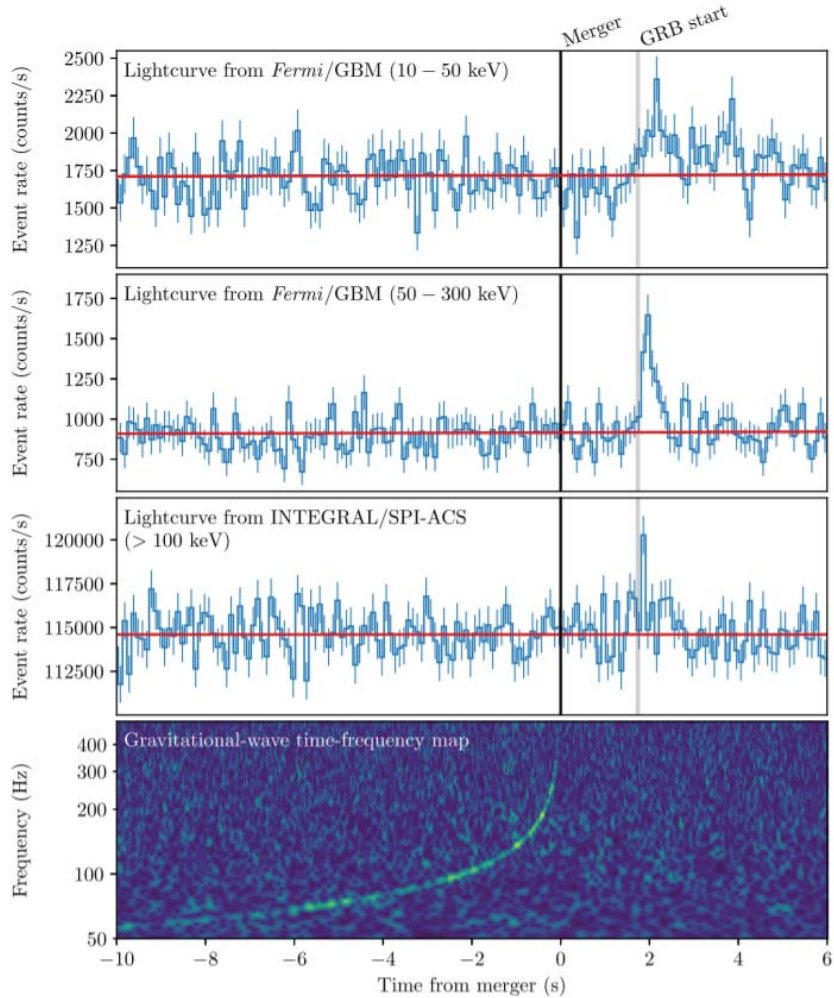 Merger GRB start
Lightcurve from Fermi/GBM (10 − 50 keV)
Event rate (counts/s)
2500
2250
2000
1750
1500
1250
Lightcurve from Fermi/GBM (50 − 300 keV)
Event rate (counts/s)
1750
1500
1250
1000
750
Lightcurve from INTEGRAL/SPI-ACS
(> 100 keV)
Event rate (counts/s)
120000
117500
115000
112500
Gravitational-wave time-frequency map
Frequency (Hz)
400
300
200
100
50
−10 −8 −6 −4 −2 0 2 4 6
Time from merger (s)